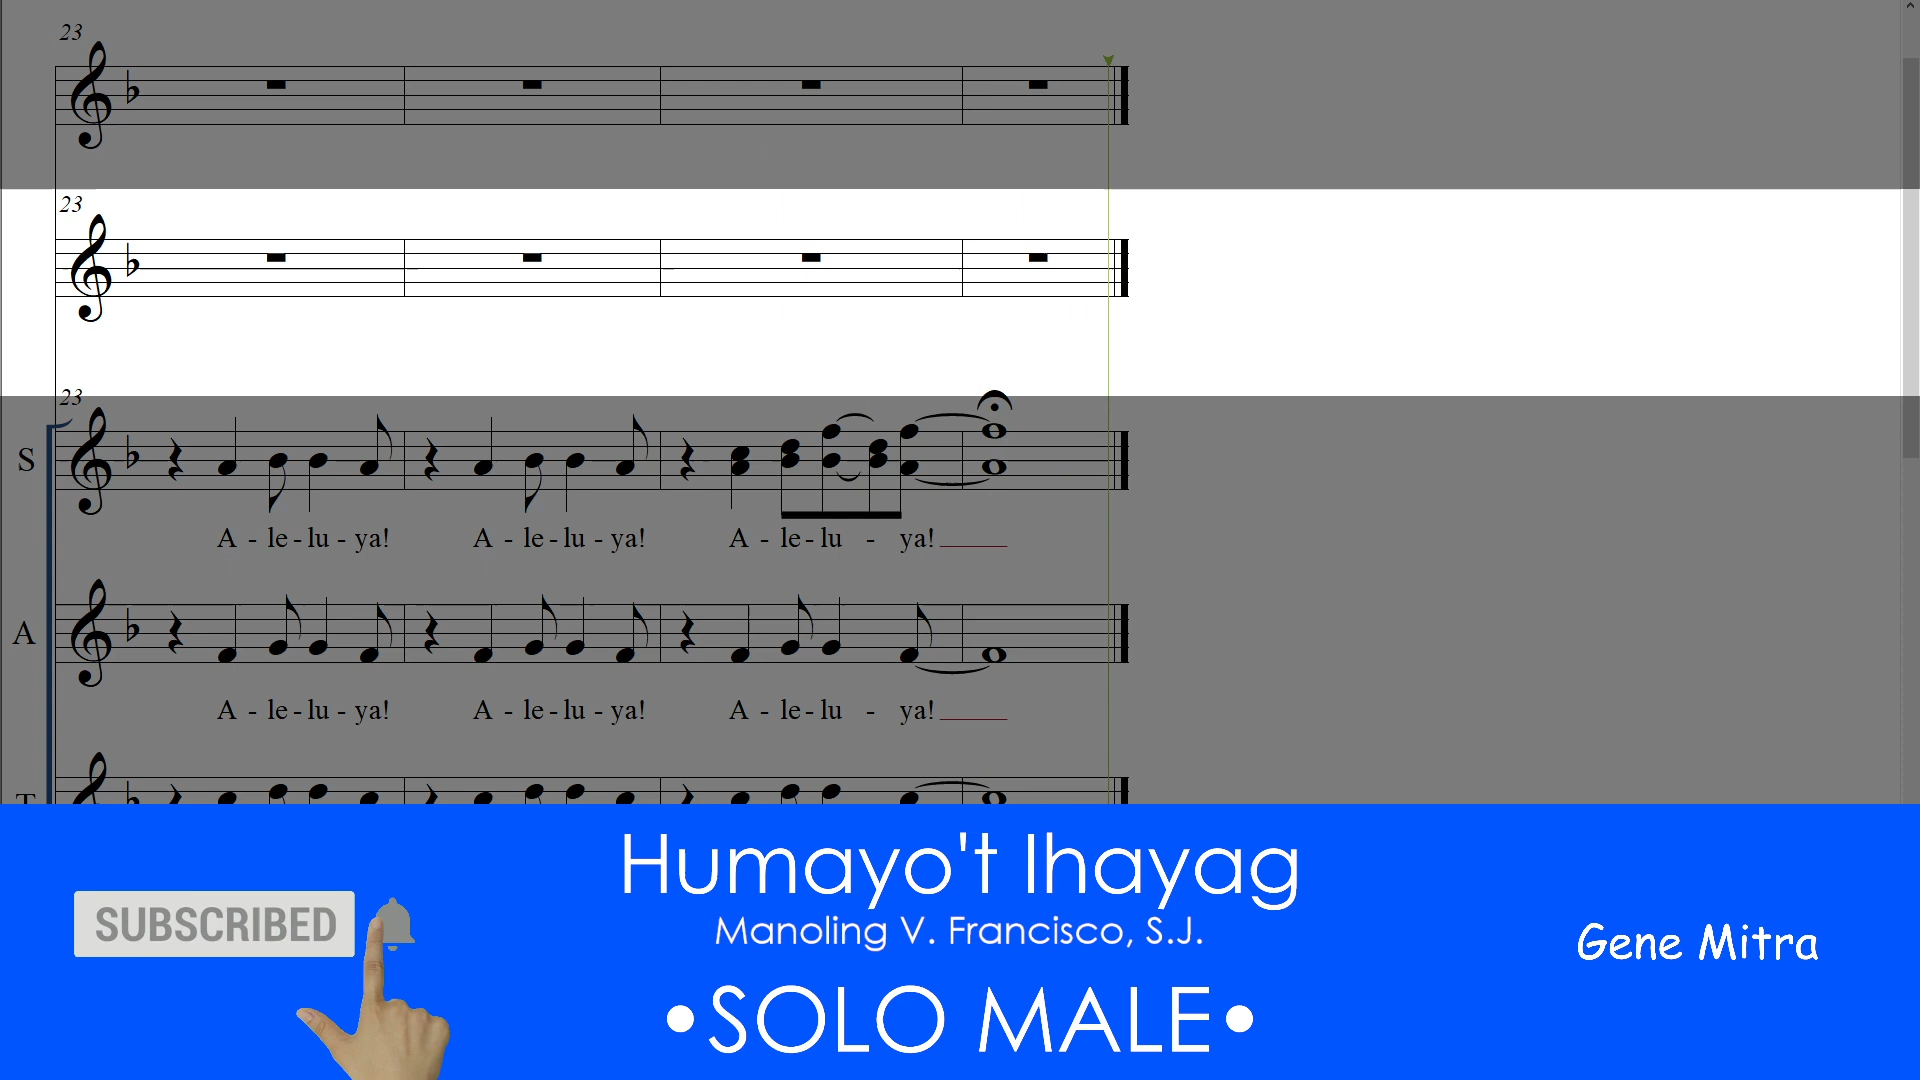 23
23
23
S
A - le - lu - ya! A - le - lu - ya! A - le - lu - ya!
A
A - le - lu - ya! A - le - lu - ya! A - le - lu - ya!
T
Humayo't Ihayag
SUBSCRIBED
Manoling V. Francisco, S.J.
Gene Mitra
•SOLO MALE•